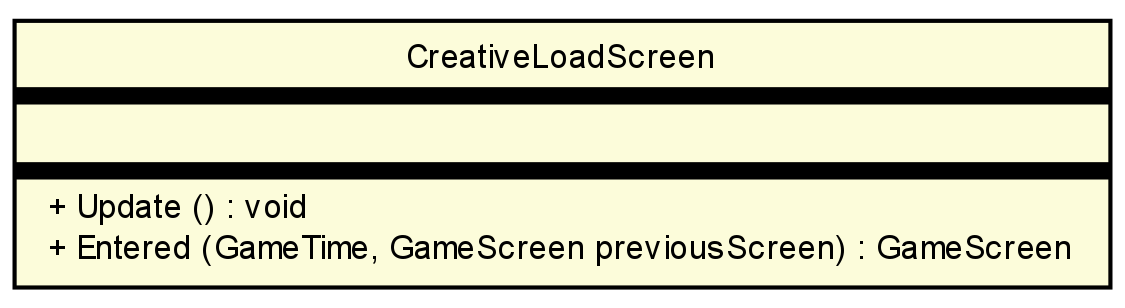 CreativeLoadScreen
+ Update () : void
+ Entered (GameTime, GameScreen previousScreen) : GameScreen